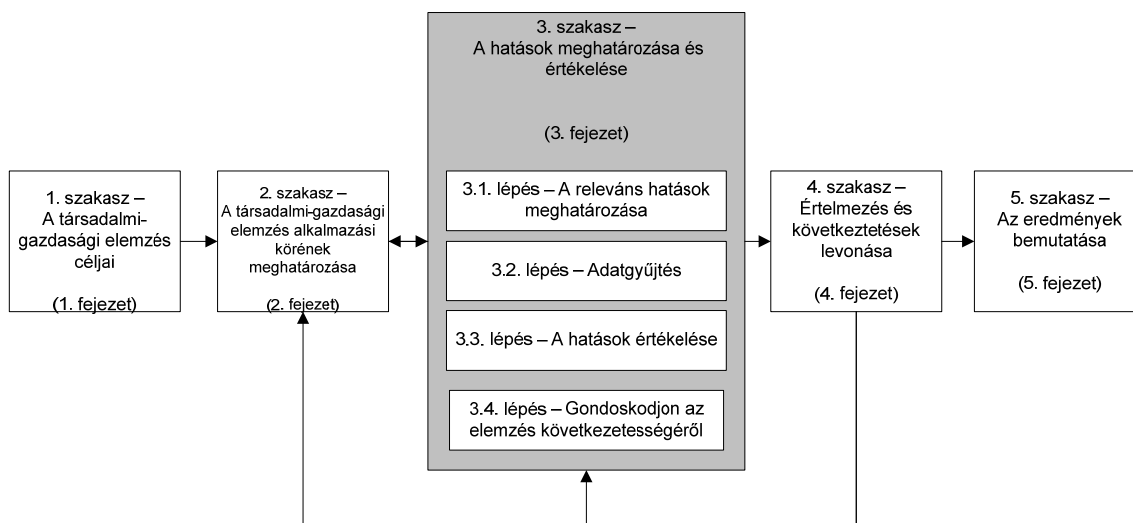 1. szakasz –
A társadalmi-
gazdasági elemzés
céljai
(1. fejezet)
2. szakasz –
A társadalmi-gazdasági
elemzés alkalmazási
körének
meghatározása
(2. fejezet)
3. szakasz –
A hatások meghatározása és
értékelése
(3. fejezet)
3.1. lépés – A releváns hatások
meghatározása
3.2. lépés – Adatgyűjtés
3.3. lépés – A hatások értékelése
3.4. lépés – Gondoskodjon az
elemzés következetességéről
4. szakasz –
Értelmezés és
következtetések
levonása
(4. fejezet)
5. szakasz –
Az eredmények
bemutatása
(5. fejezet)